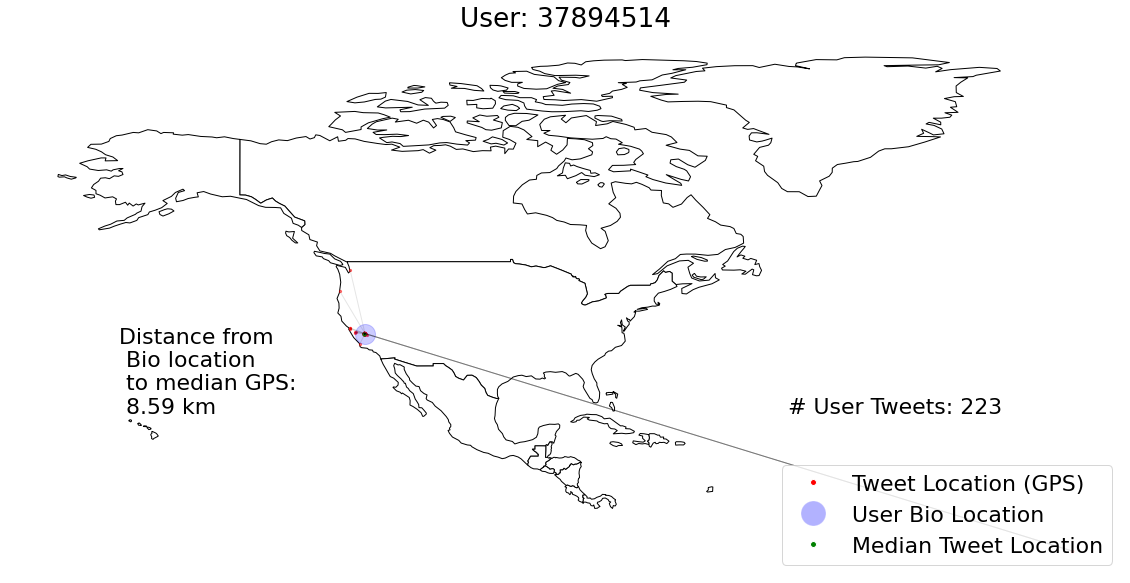 User: 37894514
Distance from
Bio location
to median GPS:
8.59 km
# User Tweets: 223
Tweet Location (GPS)
User Bio Location
Median Tweet Location